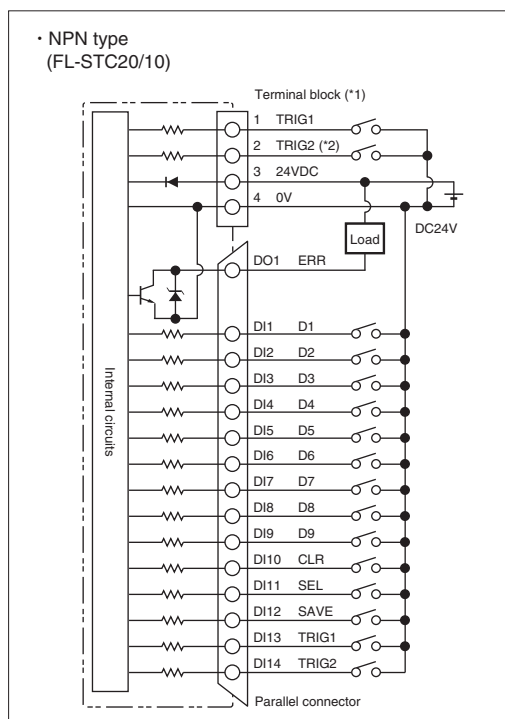 ・NPN type
(FL-STC20/10)
Terminal block (*1)
1 TRIG1
2 TRIG2 (*2)
3 24VDC
4 0V
DC24V
Load
DO1 ERR
DI1 D1
DI2 D2
DI3 D3
DI4 D4
DI5 D5
DI6 D6
DI7 D7
DI8 D8
DI9 D9
DI10 CLR
DI11 SEL
DI12 SAVE
DI13 TRIG1
DI14 TRIG2
Internal circuits
Parallel connector